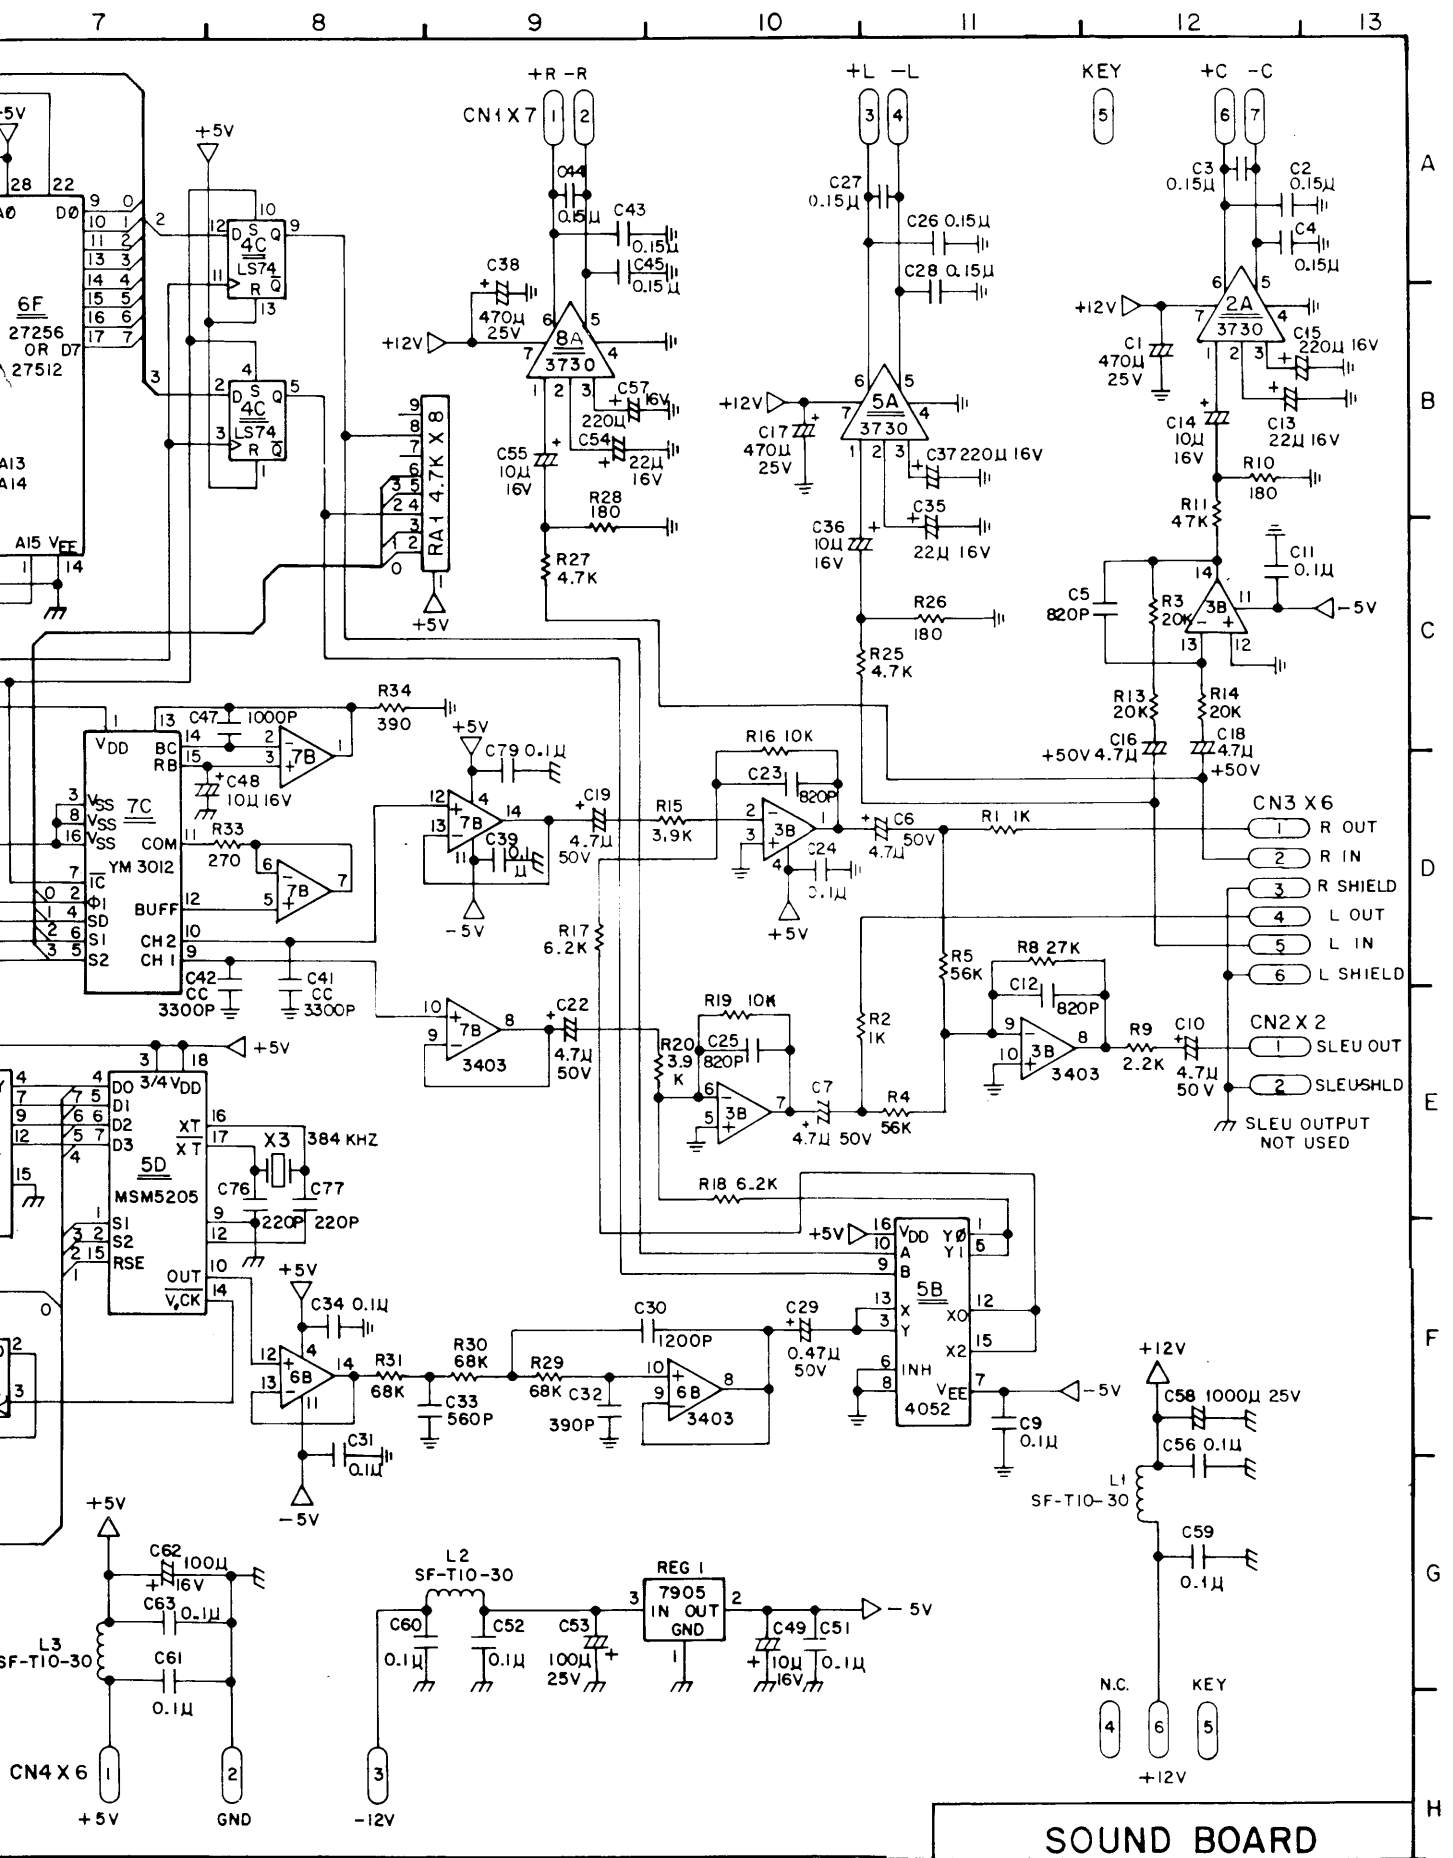 7 8 9 10 11 12 13
+R -R
+L -L
KEY
+C -C
CN1 X 7
1 2 3 4 5 6 7
A
-5V
+5V
28 22
A0 D0
9 0
10 1
11 2
13 3
14 4
15 5
16 6
17 7
2
6F
27256
OR D7
27512
A13
A14
A15 VEE
1 14
12 D S Q 9
10
4C
LS74
11 R Q
13
3
2 D S Q 5
4
4C
LS74
3 R Q
1
C44
0.15µ
C43
0.15µ
C45
0.15µ
C38
470µ
25V
+12V
6 5
7 8A 4
3730
1 2 3
C57 16V
220µ
C54
22µ
16V
C55
10µ
16V
R28
180
R27
4.7K
C27
0.15µ
C26 0.15µ
C28 0.15µ
+12V
6 5
7 5A 4
3730
1 2 3
C17
470µ
25V
C37 220µ 16V
C35
22µ 16V
C36
10µ
16V
R26
180
R25
4.7K
C3
0.15µ
C2
0.15µ
C4
0.15µ
+12V
6 5
7 2A 4
3730
1 2 3
C1
470µ
25V
C15
220µ 16V
C13
22µ 16V
C14
10µ
16V
R10
180
R11
47K
B
C11
0.1µ
14
3B 11
- +
13 12
-5V
C5
820P
R3
20K
R13
20K
R14
20K
C16
+50V 4.7µ
C18
4.7µ
+50V
C
9
8
7
6
5
4
3
2
RA1 4.7K X 8
3
2
1
0
1
+5V
R34
390
C47 1000P
1 13
VDD
14 BC
15 RB
2 -
3 +
7B 1
C48
10µ 16V
3 VSS
8 VSS
16 VSS
7C
COM 11
R33
270
YM 3012
6 -
5 +
7B 7
7 IC
0 2 Φ1
1 4 SD
2 6 S1
3 5 S2
BUFF 12
CH2 10
CH1 9
C42
CC
3300P
C41
CC
3300P
+5V
C79 0.1µ
12 + 4
13 - 7B 14
11
C39 0.1
µ
-5V
C19
4.7µ
50V
R15
3.9K
R16 10K
C23
820P
2 -
3 +
3B 1
4
C24
0.1µ
+5V
C6
4.7µ 50V
R1 1K
CN3 X 6
1 R OUT
2 R IN
3 R SHIELD
4 L OUT
5 L IN
6 L SHIELD
D
R17
6.2K
R5
56K
R8 27K
C12
820P
9 -
10 +
3B 8
3403
R9
2.2K
C10
4.7µ
50V
CN2 X 2
1 SLEU OUT
2 SLEU-SHLD
SLEU OUTPUT
NOT USED
E
10 +
9 -
7B 8
3403
C22
4.7µ
50V
R20
3.9
K
R19 10K
C25
820P
6 -
5 +
3B 7
C7
4.7µ 50V
R2
1K
R4
56K
R18 6.2K
+5V
3 18
4 D0 3/4 VDD
7 5 D1
6 6 D2
5 7 D3
4
4
7
9
12
15
XT 16
XT 17
X3 384 KHZ
5D
MSM5205
C76
220P
C77
220P
1 S1
3 2 S2
2 15 RSE
1
0
9
12
OUT 10
VCK 14
2
3
+5V
C34 0.1µ
12 + 4
13 - 6B 14
11
C31
0.1µ
-5V
R31
68K
C33
560P
R30
68K
R29
68K
C32
390P
C30
1200P
10 +
9 -
6B 8
3403
C29
0.47µ
50V
+5V
16 VDD
10 A
9 B
5B
Y0 1
Y1 5
13 X
3 Y
X0 12
X2 15
6 INH
8
VEE 7
4052
-5V
C9
0.1µ
F
+12V
C58 1000µ 25V
C56 0.1µ
L1
SF-T10-30
C59
0.1µ
G
+5V
C62 100µ
+ 16V
C63
0.1µ
L3
SF-T10-30
C61
0.1µ
L2
SF-T10-30
C60
0.1µ
C52
0.1µ
C53
100µ
25V
REG 1
7905
3 IN OUT 2
GND
1
C49
10µ
16V
C51
0.1µ
-5V
N.C.
4
6
KEY
5
+12V
CN4 X 6
1
+5V
2
GND
3
-12V
H
SOUND BOARD